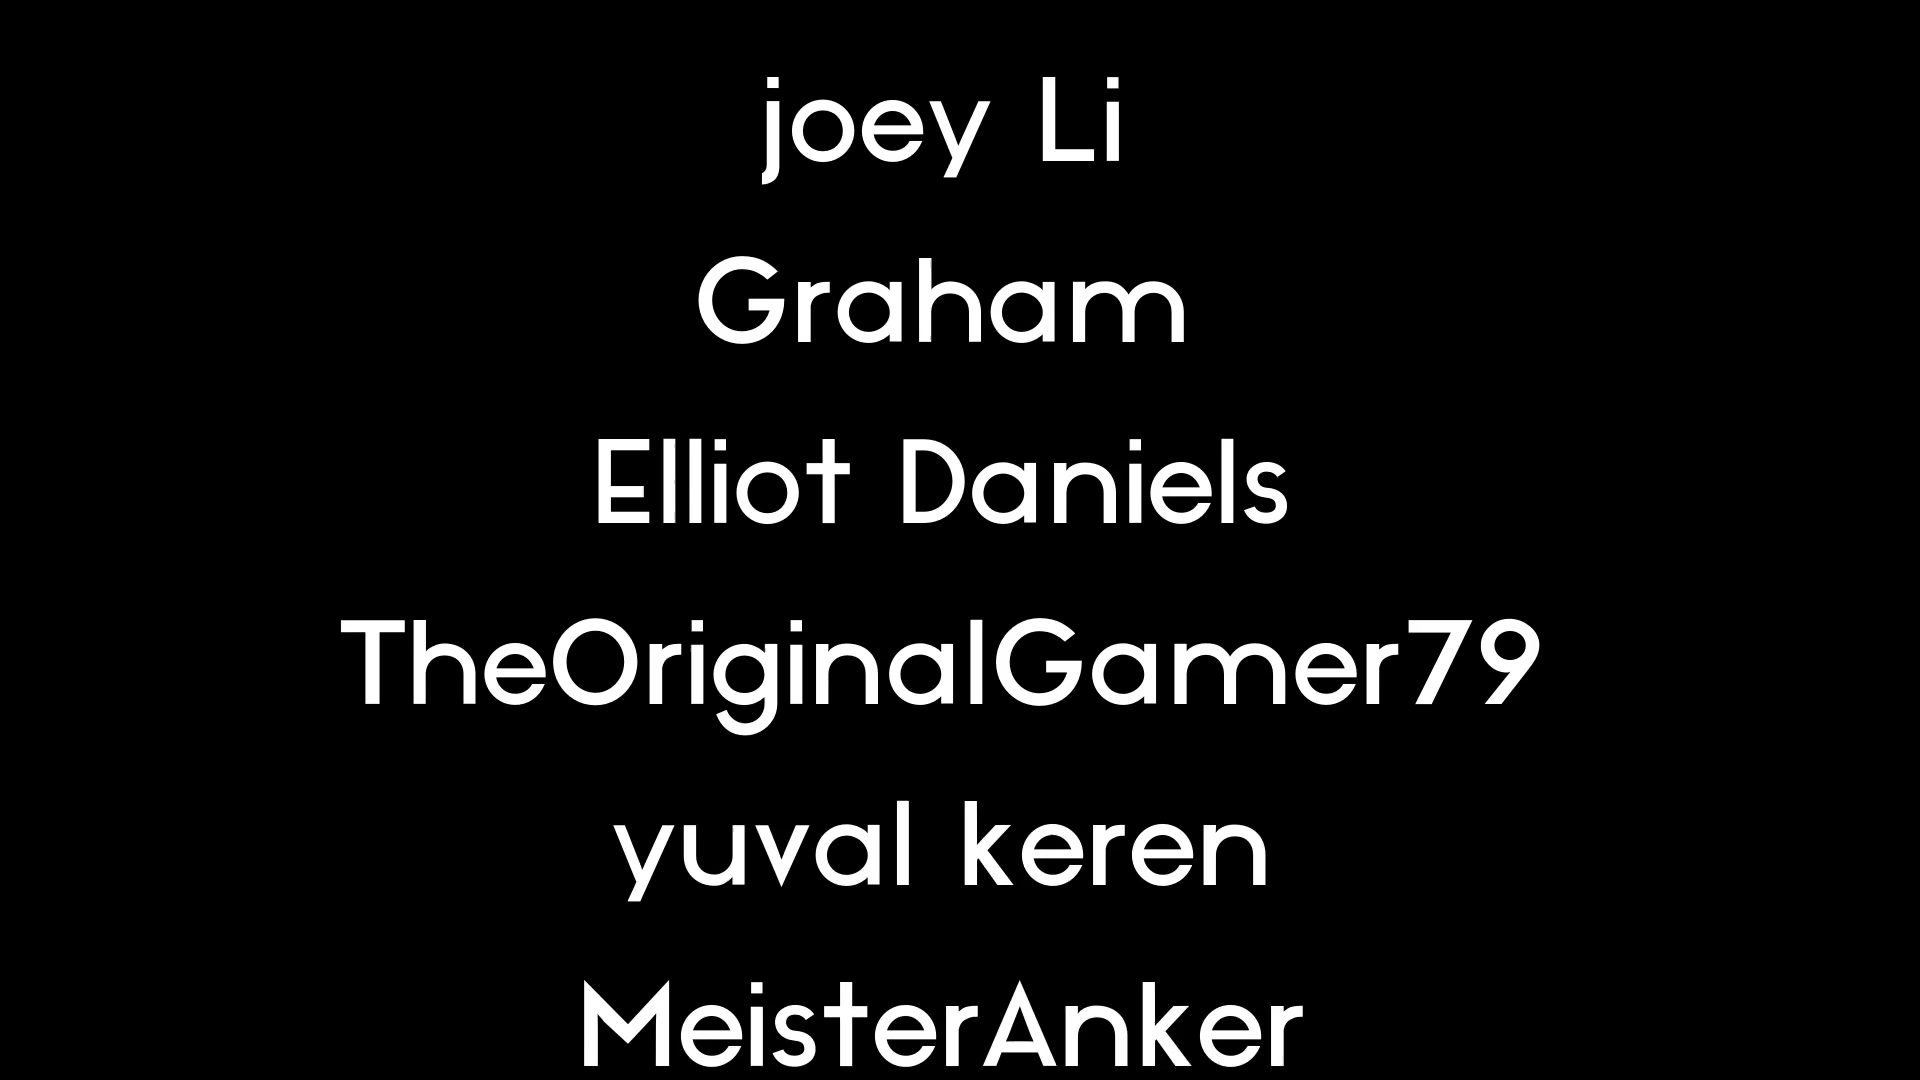 joey Li
Graham
Elliot Daniels
TheOriginalGamer79
yuval keren
MeisterAnker